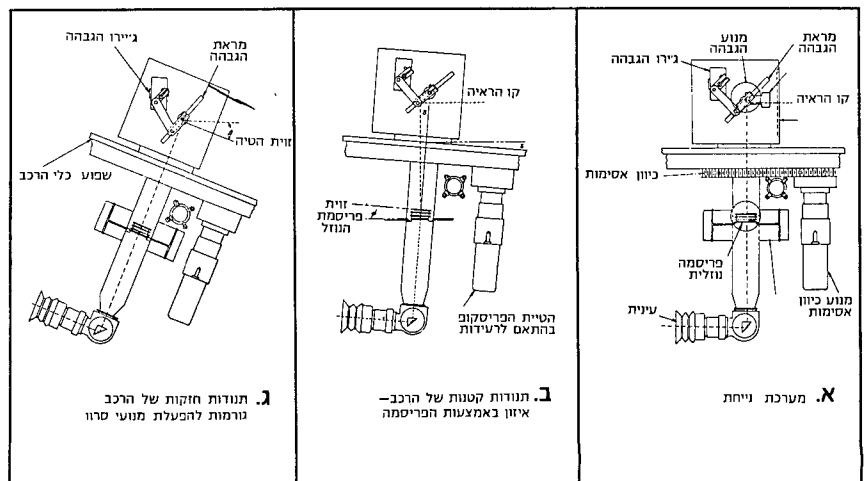 מנוע
הגבהה
מראת
הגבהה
ג׳ירו הגבהה
קו הראיה
כיוון אסימות
פריסמה
נוזלית
מנוע כיוון
אסימות
עינית
א. מערכת נייחת
קו הראיה
זוית
פריסמת
הנוזל
הטיית הפריסקופ
בהתאם לרעידות
ב. תנודות קטנות של הרכב –
איזון באמצעות הפריסמה
ג׳יירו הגבהה
מראת
הגבהה
זוית הטיה
שפוע כלי הרכב
ג. תנודות חזקות של הרכב
גורמות להפעלת מנועי סרוו